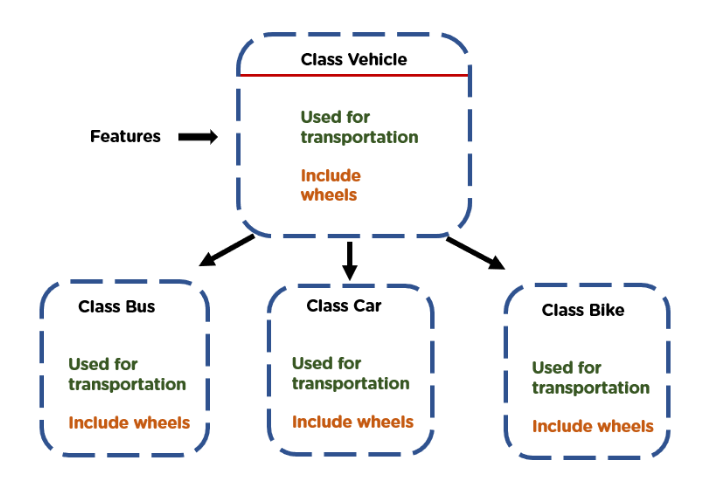 Class Vehicle
Used for
transportation
Features
Include
wheels
Class Bus
Used for
transportation
Include wheels
Class Car
Used for
transportation
Include wheels
Class Bike
Used for
transportation
Include wheels